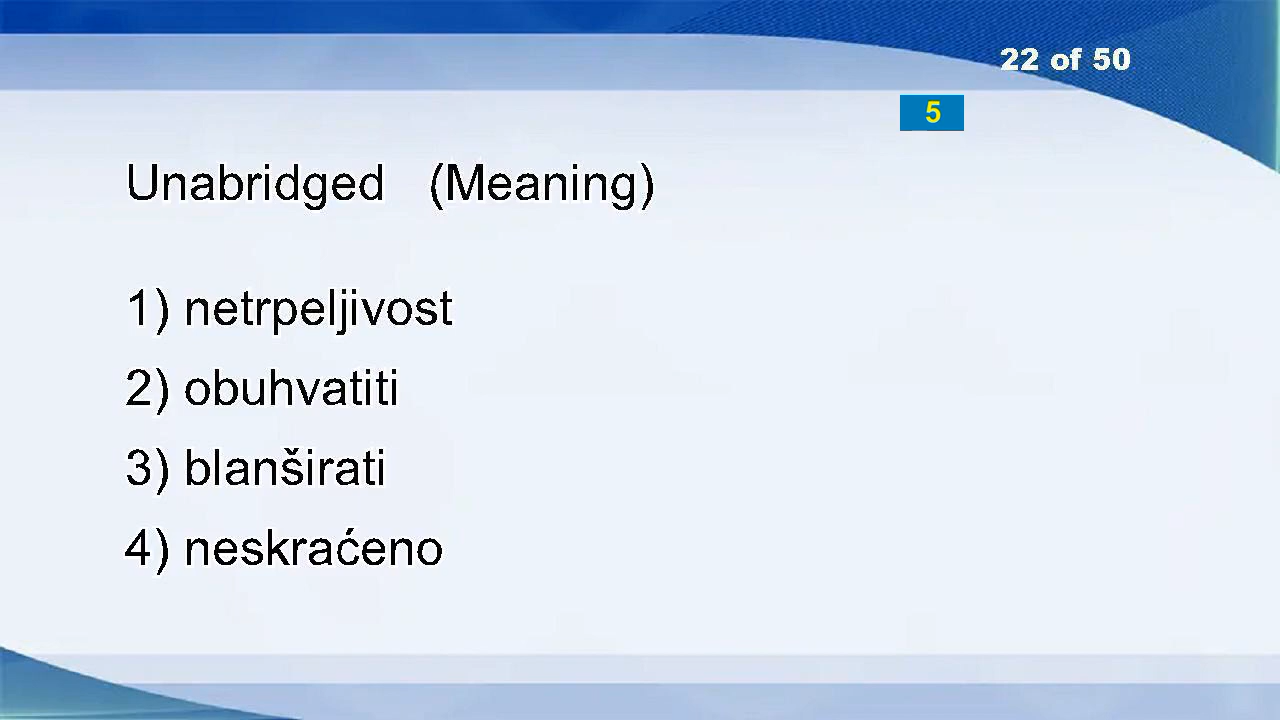 22 of 50
5
Unabridged (Meaning)
1) netrpeljivost
2) obuhvatiti
3) blanširati
4) neskraćeno